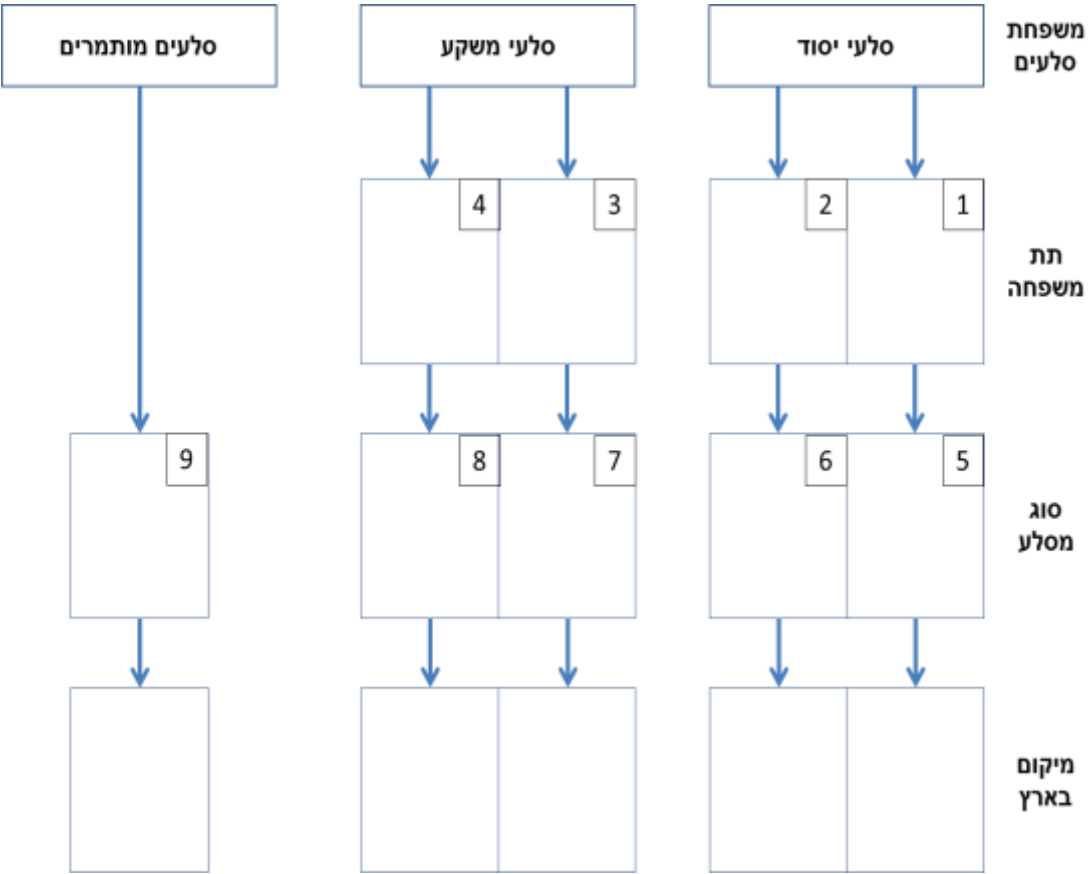 משפחת
סלעים
סלעי יסוד
סלעי משקע
סלעים מותמרים
תת
משפחה
1
2
3
4
סוג
מסלע
5
6
7
8
9
מיקום
בארץ